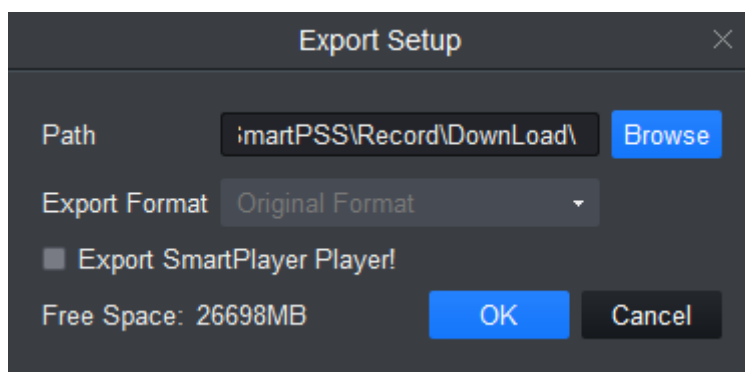 Export Setup
Path martPSS\Record\DownLoad\ Browse
Export Format Original Format
Export SmartPlayer Player!
Free Space: 26698MB OK Cancel